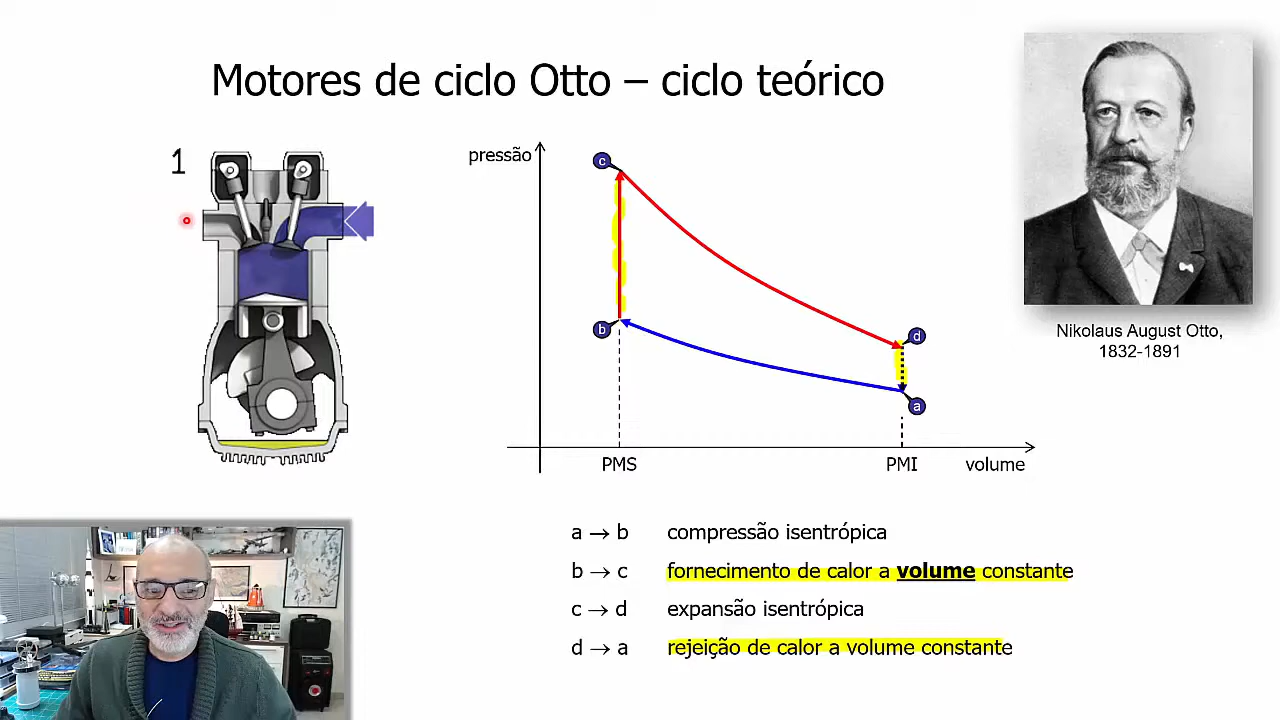 Motores de ciclo Otto – ciclo teórico
1
pressão
c
b
d
a
PMS
PMI
volume
Nikolaus August Otto,
1832-1891
a → b compressão isentrópica
b → c fornecimento de calor a volume constante
c → d expansão isentrópica
d → a rejeição de calor a volume constante